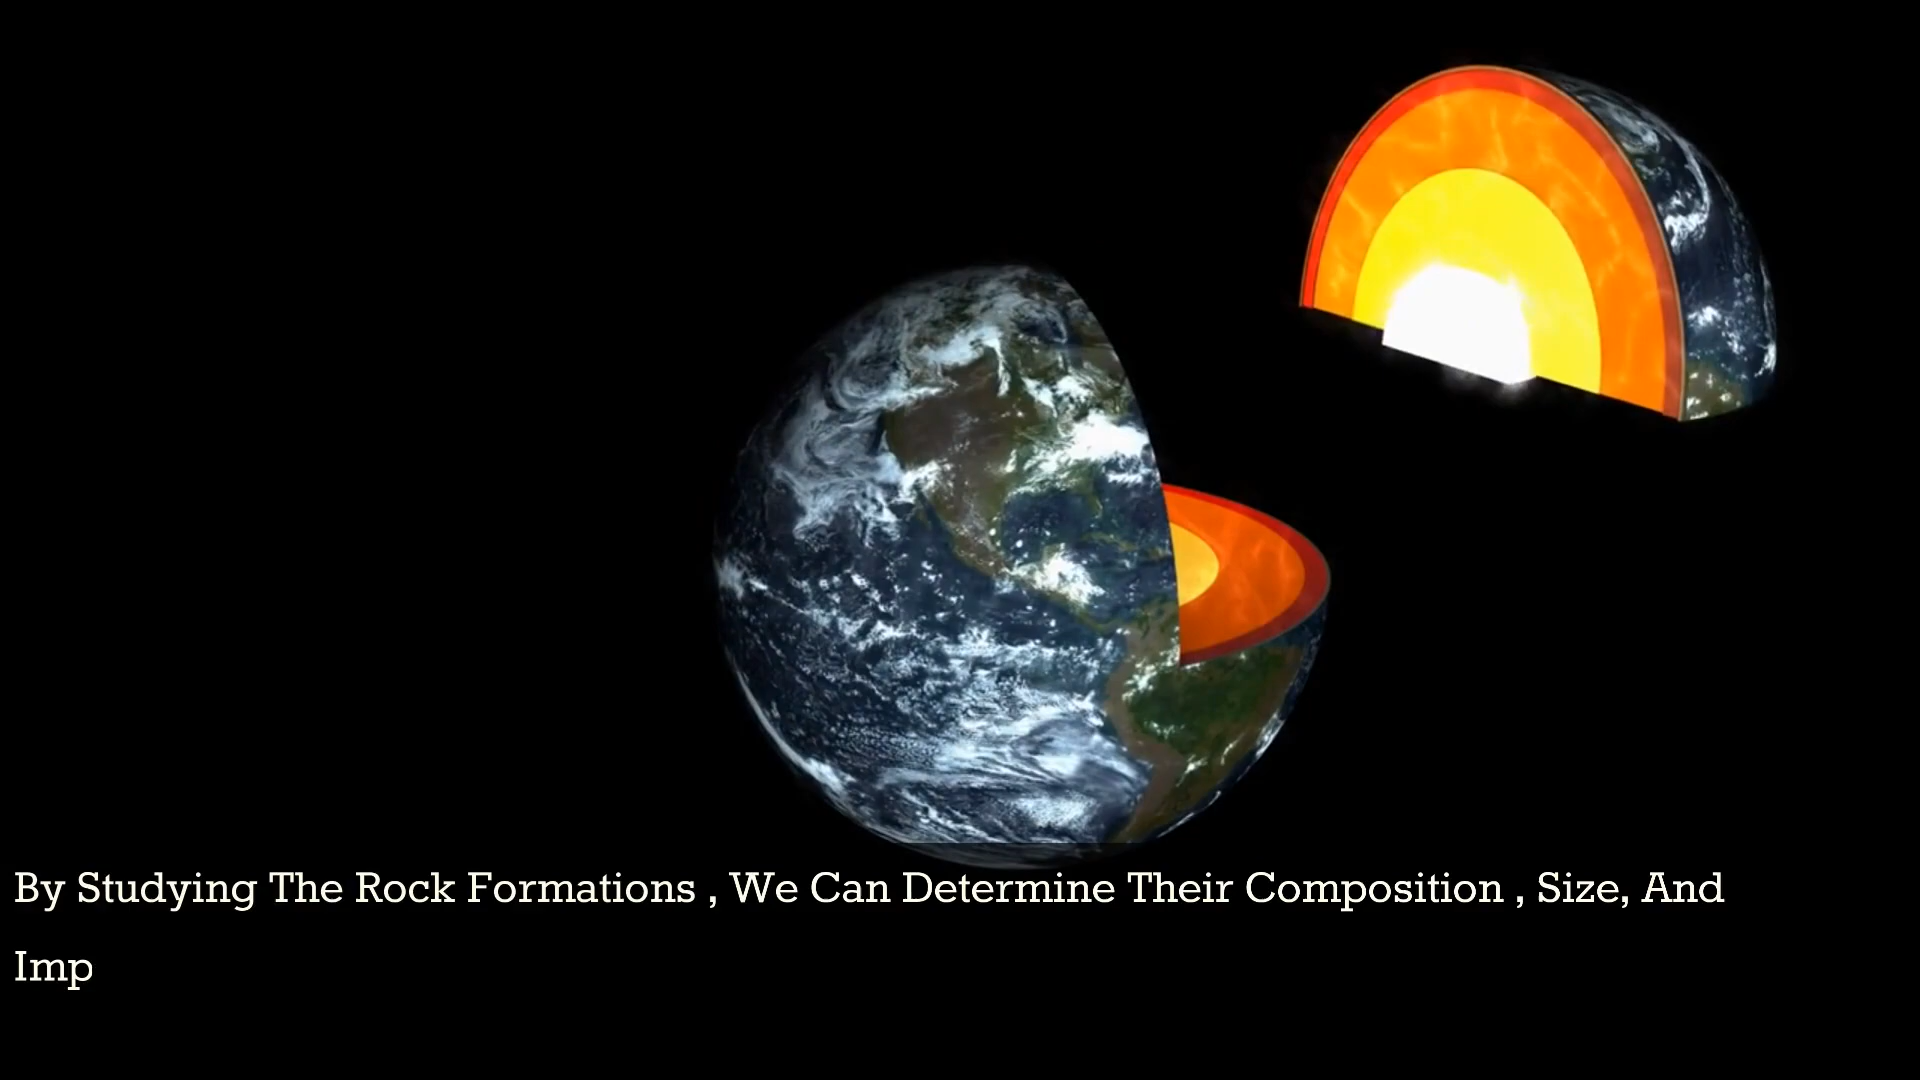 By Studying The Rock Formations , We Can Determine Their Composition , Size, And
Imp